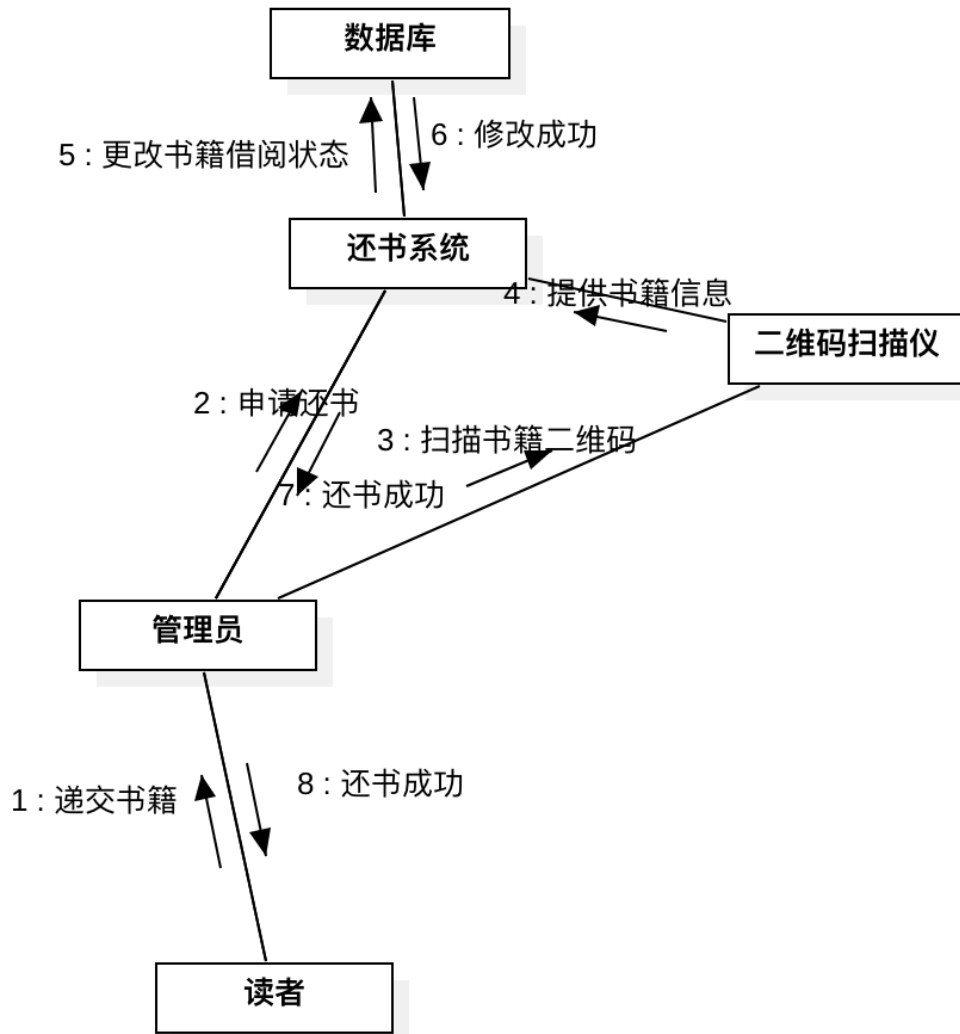 数据库
6 : 修改成功
5 : 更改书籍借阅状态
还书系统
4 : 提供书籍信息
二维码扫描仪
2 : 申请还书
3 : 扫描书籍二维码
7 : 还书成功
管理员
8 : 还书成功
1 : 递交书籍
读者